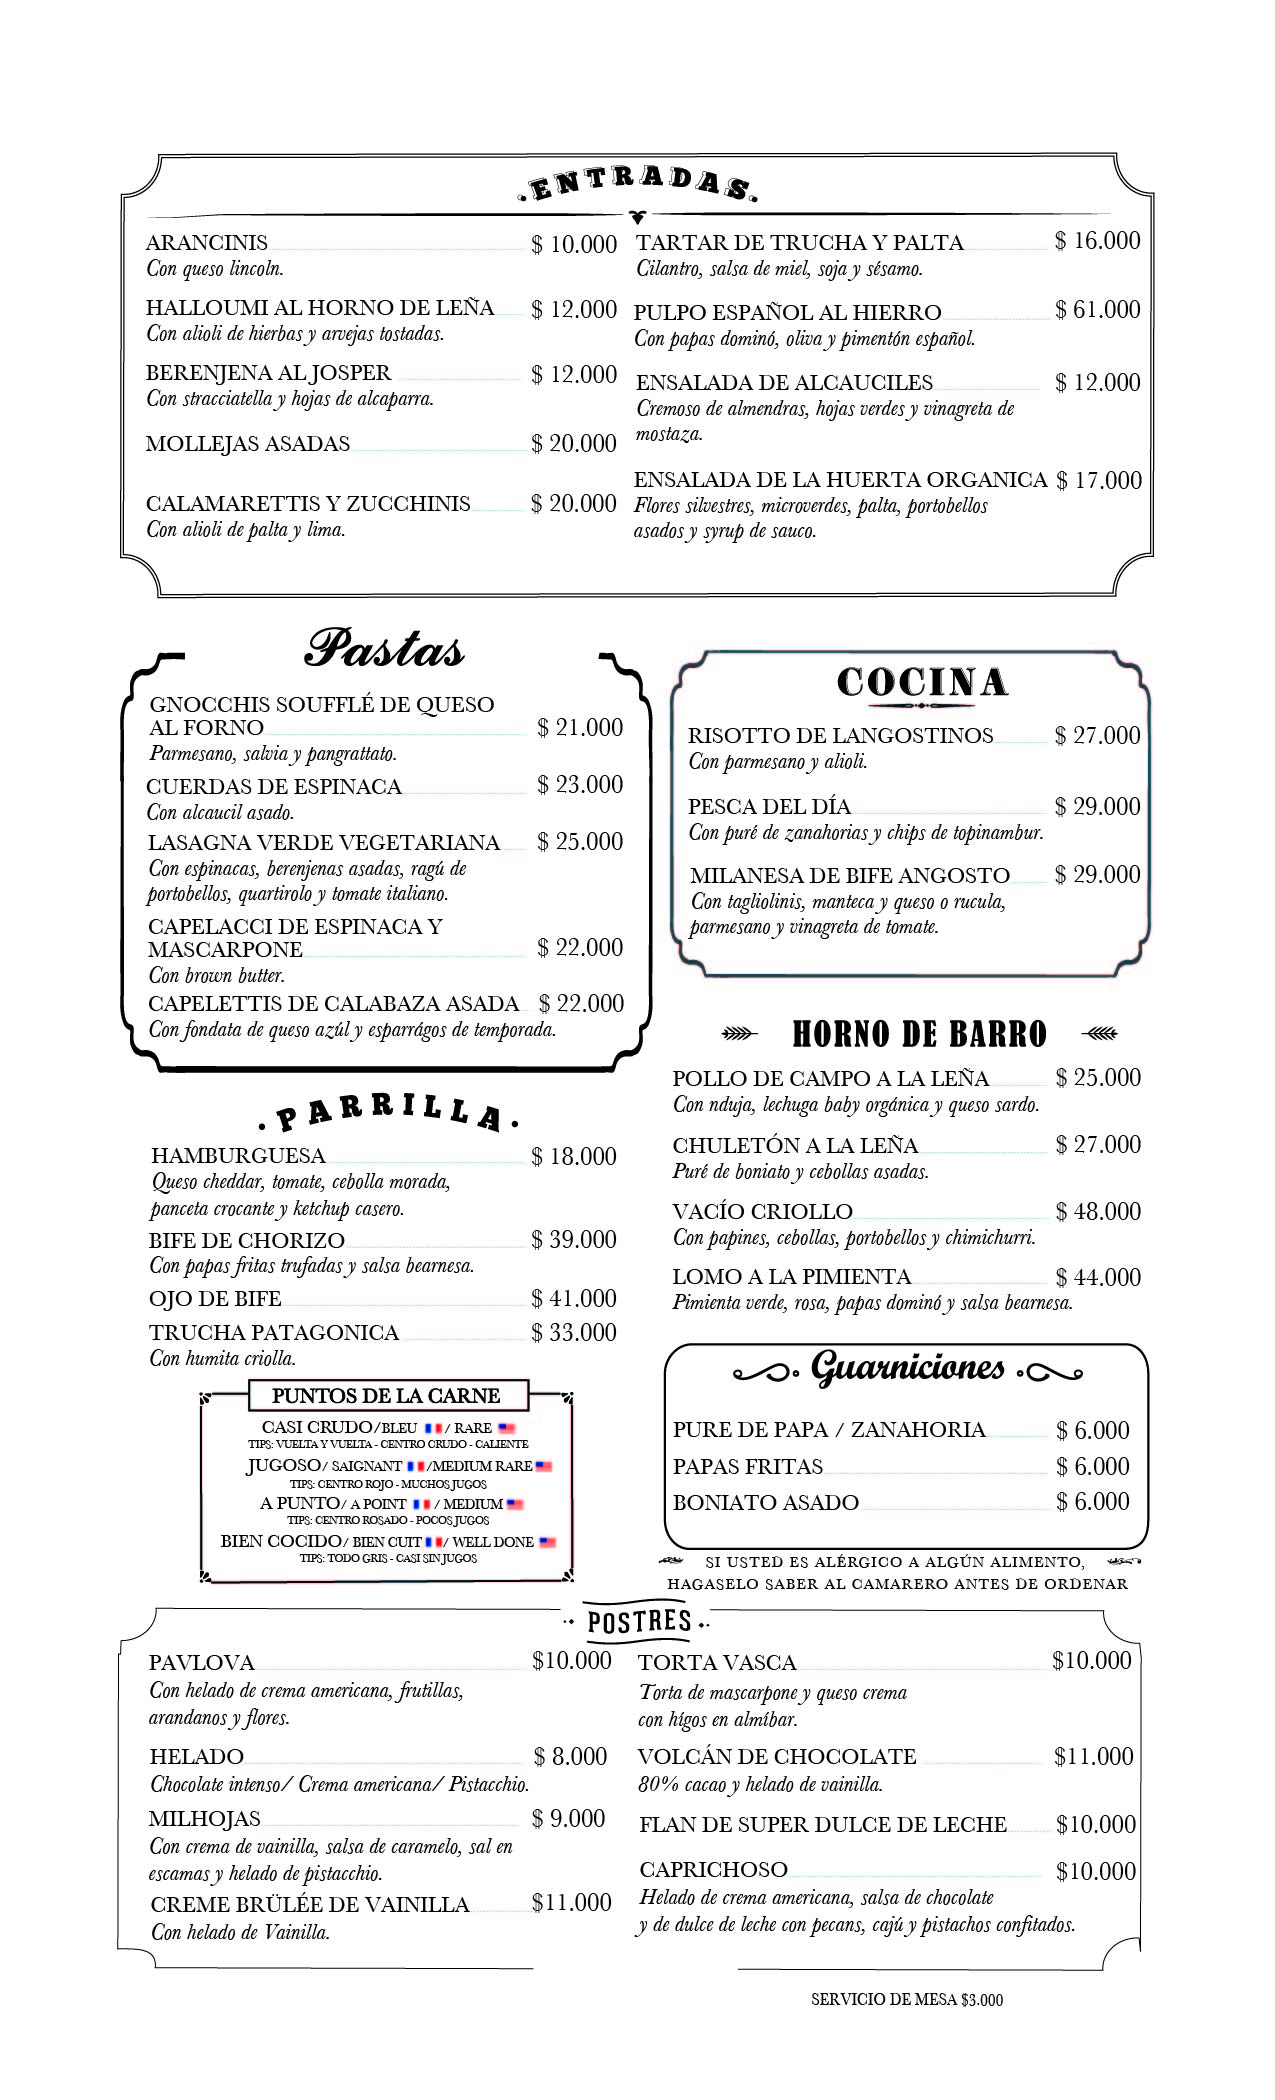 ENTRADAS
ARANCINIS $ 10.000
Con queso lincoln.
HALLOUMI AL HORNO DE LEÑA $ 12.000
Con alioli de hierbas y arvejas tostadas.
BERENJENA AL JOSPER $ 12.000
Con stracciatella y hojas de alcaparra.
MOLLEJAS ASADAS $ 20.000
CALAMARETTIS Y ZUCCHINIS $ 20.000
Con alioli de palta y lima.
TARTAR DE TRUCHA Y PALTA $ 16.000
Cilantro, salsa de miel, soja y sésamo.
PULPO ESPAÑOL AL HIERRO $ 61.000
Con papas dominó, oliva y pimentón español.
ENSALADA DE ALCAUCILES $ 12.000
Cremoso de almendras, hojas verdes y vinagreta de
mostaza.
ENSALADA DE LA HUERTA ORGANICA $ 17.000
Flores silvestres, microverdes, palta, portobellos
asados y syrup de sauco.
Pastas
GNOCCHIS SOUFFLÉ DE QUESO
AL FORNO $ 21.000
Parmesano, salvia y pangrattato.
CUERDAS DE ESPINACA $ 23.000
Con alcaucil asado.
LASAGNA VERDE VEGETARIANA $ 25.000
Con espinacas, berenjenas asadas, ragú de
portobellos, quartirolo y tomate italiano.
CAPELACCI DE ESPINACA Y
MASCARPONE $ 22.000
Con brown butter.
CAPELETTIS DE CALABAZA ASADA $ 22.000
Con fondata de queso azúl y esparrágos de temporada.
COCINA
RISOTTO DE LANGOSTINOS $ 27.000
Con parmesano y alioli.
PESCA DEL DÍA $ 29.000
Con puré de zanahorias y chips de topinambur.
MILANESA DE BIFE ANGOSTO $ 29.000
Con tagliolinis, manteca y queso o rucula,
parmesano y vinagreta de tomate.
HORNO DE BARRO
POLLO DE CAMPO A LA LEÑA $ 25.000
Con nduja, lechuga baby orgánica y queso sardo.
CHULETÓN A LA LEÑA $ 27.000
Puré de boniato y cebollas asadas.
VACÍO CRIOLLO $ 48.000
Con papines, cebollas, portobellos y chimichurri.
LOMO A LA PIMIENTA $ 44.000
Pimienta verde, rosa, papas dominó y salsa bearnesa.
PARRILLA
HAMBURGUESA $ 18.000
Queso cheddar, tomate, cebolla morada,
panceta crocante y ketchup casero.
BIFE DE CHORIZO $ 39.000
Con papas fritas trufadas y salsa bearnesa.
OJO DE BIFE $ 41.000
TRUCHA PATAGONICA $ 33.000
Con humita criolla.
PUNTOS DE LA CARNE
CASI CRUDO/BLEU / RARE
TIPS: VUELTA Y VUELTA - CENTRO CRUDO - CALIENTE
JUGOSO/ SAIGNANT /MEDIUM RARE
TIPS: CENTRO ROJO - MUCHOS JUGOS
A PUNTO/ A POINT / MEDIUM
TIPS: CENTRO ROSADO - POCOS JUGOS
BIEN COCIDO/ BIEN CUIT / WELL DONE
TIPS: TODO GRIS - CASI SIN JUGOS
Guarniciones
PURE DE PAPA / ZANAHORIA $ 6.000
PAPAS FRITAS $ 6.000
BONIATO ASADO $ 6.000
SI USTED ES ALÉRGICO A ALGÚN ALIMENTO,
HAGASELO SABER AL CAMARERO ANTES DE ORDENAR
POSTRES
PAVLOVA $10.000
Con helado de crema americana, frutillas,
arandanos y flores.
HELADO $ 8.000
Chocolate intenso/ Crema americana/ Pistacchio.
MILHOJAS $ 9.000
Con crema de vainilla, salsa de caramelo, sal en
escamas y helado de pistacchio.
CREME BRÜLÉE DE VAINILLA $11.000
Con helado de Vainilla.
TORTA VASCA $10.000
Torta de mascarpone y queso crema
con hígos en almíbar.
VOLCÁN DE CHOCOLATE $11.000
80% cacao y helado de vainilla.
FLAN DE SUPER DULCE DE LECHE $10.000
CAPRICHOSO $10.000
Helado de crema americana, salsa de chocolate
y de dulce de leche con pecans, cajú y pistachos confitados.
SERVICIO DE MESA $3.000